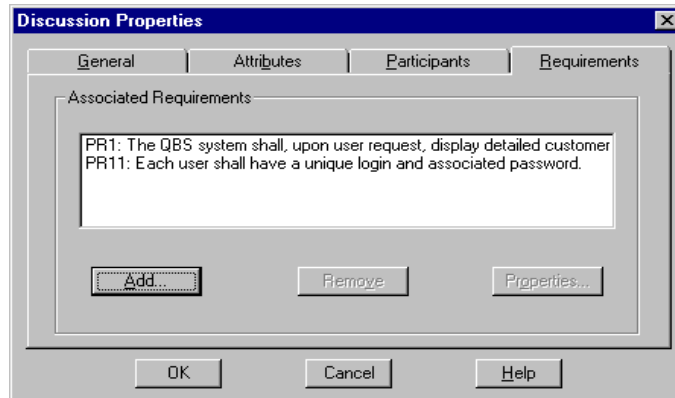 Discussion Properties
General Attributes Participants Requirements
Associated Requirements
PR1: The QBS system shall, upon user request, display detailed customer
PR11: Each user shall have a unique login and associated password.
Add... Remove Properties...
OK Cancel Help